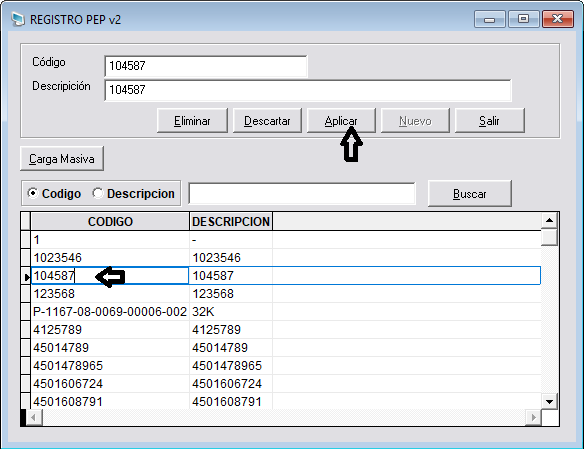 REGISTRO PEP v2
Código 104587
Descripición 104587
Eliminar Descartar Aplicar Nuevo Salir
Carga Masiva
Codigo Descripcion Buscar
CODIGO DESCRIPCION
1 -
1023546 1023546
104587 104587
123568 123568
P-1167-08-0069-00006-002 32K
4125789 4125789
45014789 45014789
4501478965 4501478965
4501606724 4501606724
4501608791 4501608791